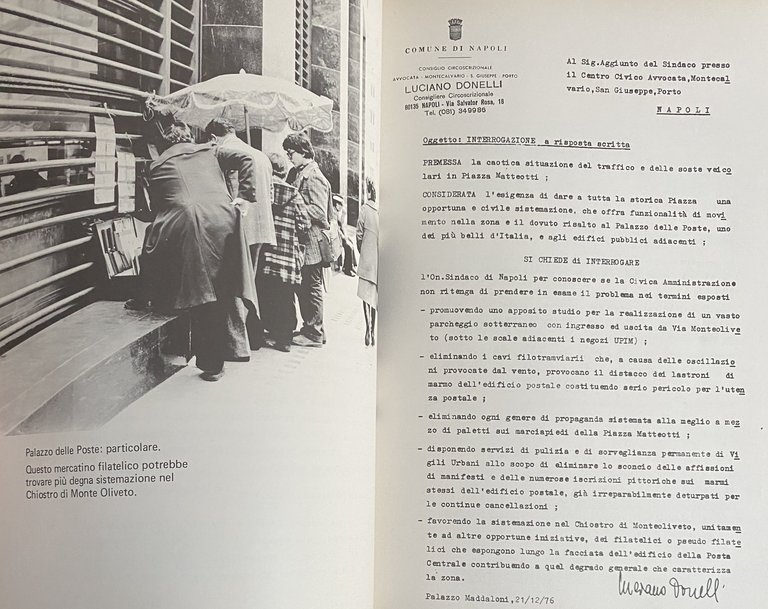 Palazzo delle Poste: particolare.
Questo mercatino filatelico potrebbe
trovare più degna sistemazione nel
Chiostro di Monte Oliveto.
COMUNE DI NAPOLI
CONSIGLIO CIRCOSCRIZIONALE
AVVOCATA - MONTECALVARIO - S. GIUSEPPE - PORTO
LUCIANO DONELLI
Consigliere Circoscrizionale
80135 NAPOLI - Via Salvator Rosa, 18
Tel. (081) 349986
Al Sig.Aggiunto del Sindaco presso
il Centro Civico Avvocata,Montecal
vario,San Giuseppe,Porto
NAPOLI
Oggetto: INTERROGAZIONE a risposta scritta
PREMESSA la caotica situazione del traffico e delle soste veico
lari in Piazza Matteotti ;
CONSIDERATA l'esigenza di dare a tutta la storica Piazza una
opportuna e civile sistemazione, che offra funzionalità di movi
mento nella zona e il dovuto risalto al Palazzo delle Poste, uno
dei più belli d'Italia, e agli edifici pubblici adiacenti ;
SI CHIEDE di INTERROGARE
l'On.Sindaco di Napoli per conoscere se la Civica Amministrazione
non ritenga di prendere in esame il problema nei termini esposti
- promuovendo uno apposito studio per la realizzazione di un vasto
parcheggio sotterraneo con ingresso ed uscita da Via Monteolive
to (sotto le scale adiacenti i negozi UPIM) ;
- eliminando i cavi filotramviarii che, a causa delle oscillazio
ni provocate dal vento, provocano il distacco dei lastroni di
marmo dell'edificio postale costituendo serio pericolo per l'uten
za postale ;
- eliminando ogni genere di propaganda sistemata alla meglio a mez
zo di paletti sui marciapiedi della Piazza Matteotti ;
- disponendo servizi di pulizia e di sorveglianza permanente di Vi
gili Urbani allo scopo di eliminare lo sconcio delle affissioni
di manifesti e delle numerose iscrizioni pittoriche sui marmi
stessi dell'edificio postale, già irreparabilmente deturpati per
le continue cancellazioni ;
- favorendo la sistemazione nel Chiostro di Monteoliveto, unitamen
te ad altre opportune iniziative, dei filatelici o pseudo filate
lici che espongono lungo la facciata dell'edificio della Posta
Centrale contribuendo a quel degrado generale che caratterizza
la zona.
Luciano Donelli
Palazzo Maddaloni,21/12/76